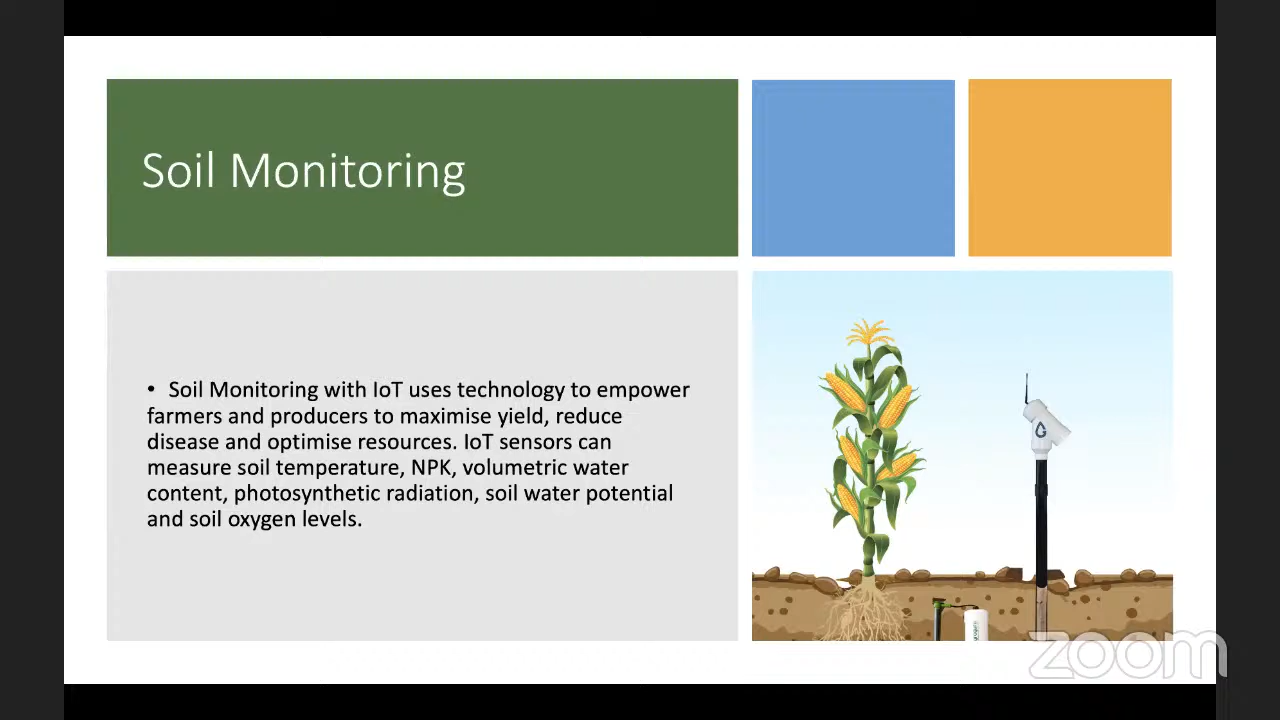 Soil Monitoring
• Soil Monitoring with IoT uses technology to empower
farmers and producers to maximise yield, reduce
disease and optimise resources. IoT sensors can
measure soil temperature, NPK, volumetric water
content, photosynthetic radiation, soil water potential
and soil oxygen levels.
zoom